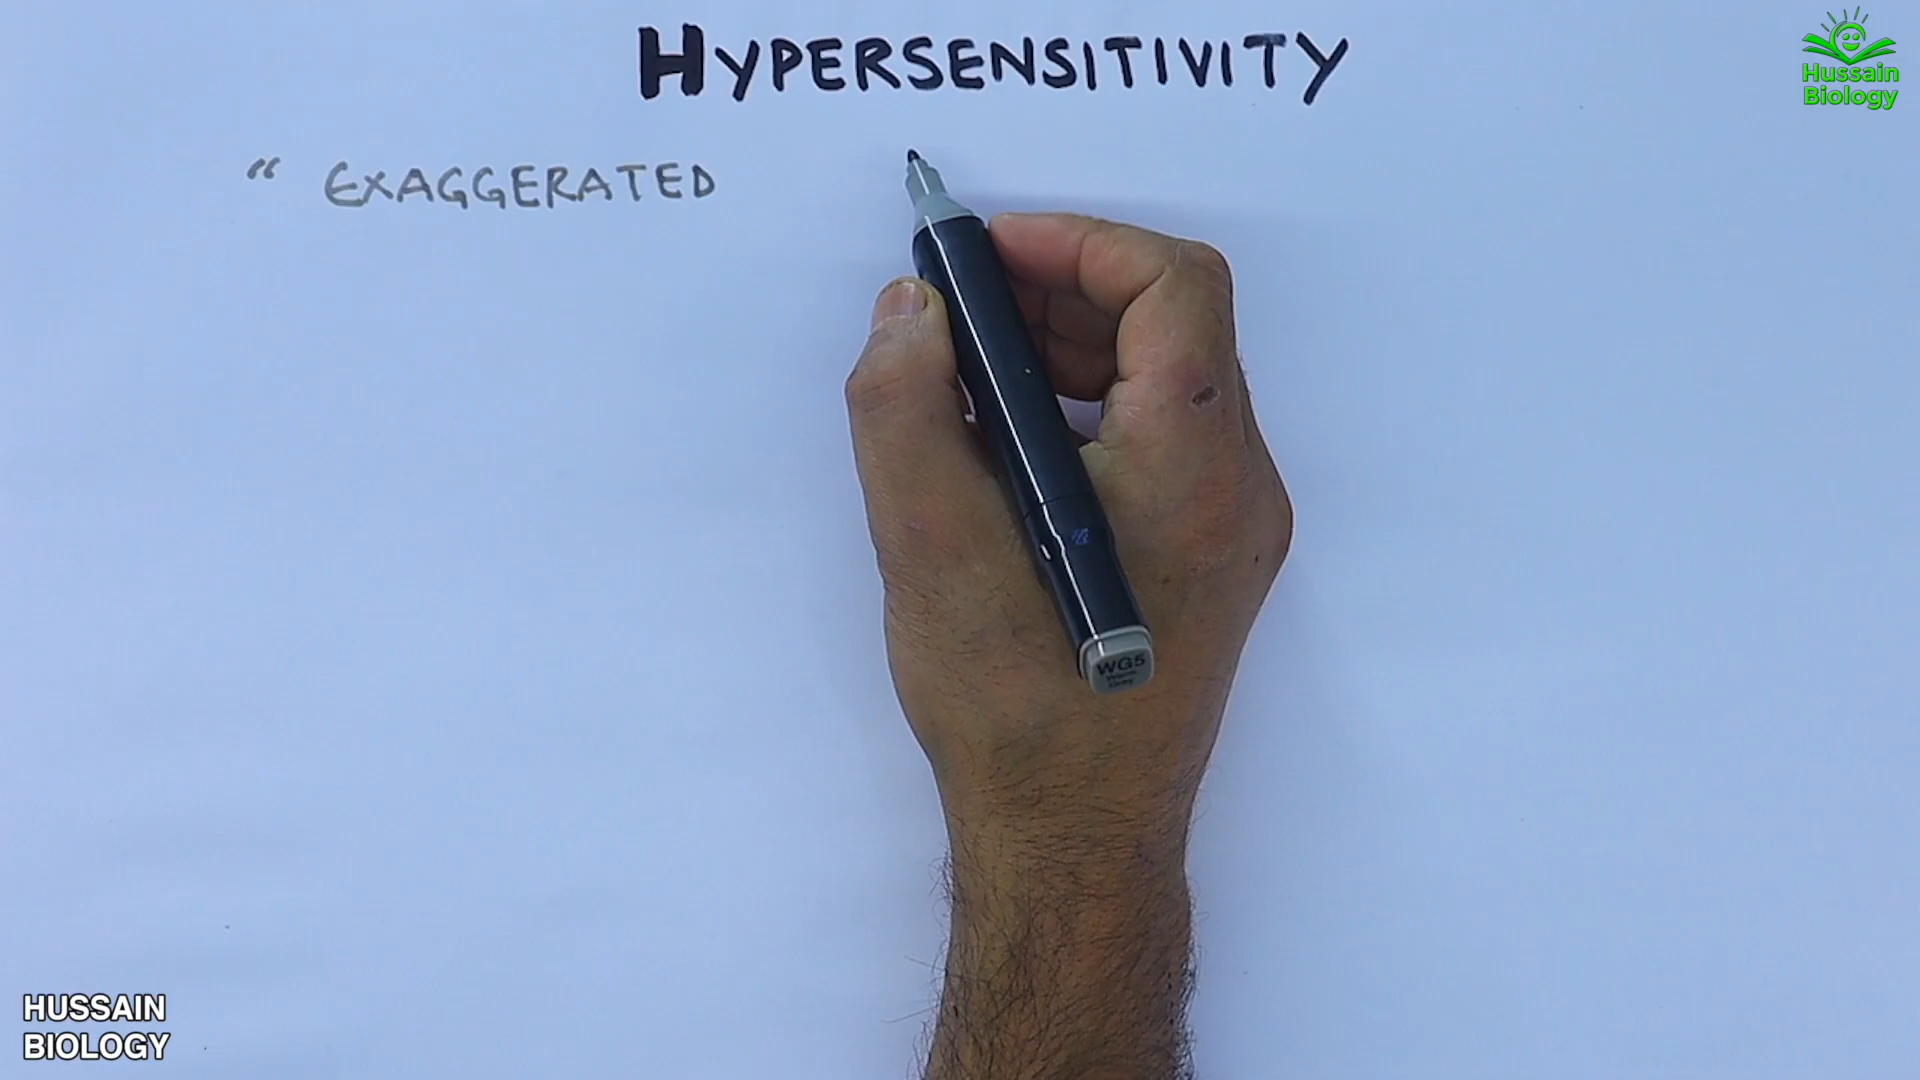 HYPERSENSITIVITY
Hussain
Biology
“ EXAGGERATED
WG5
HUSSAIN
BIOLOGY